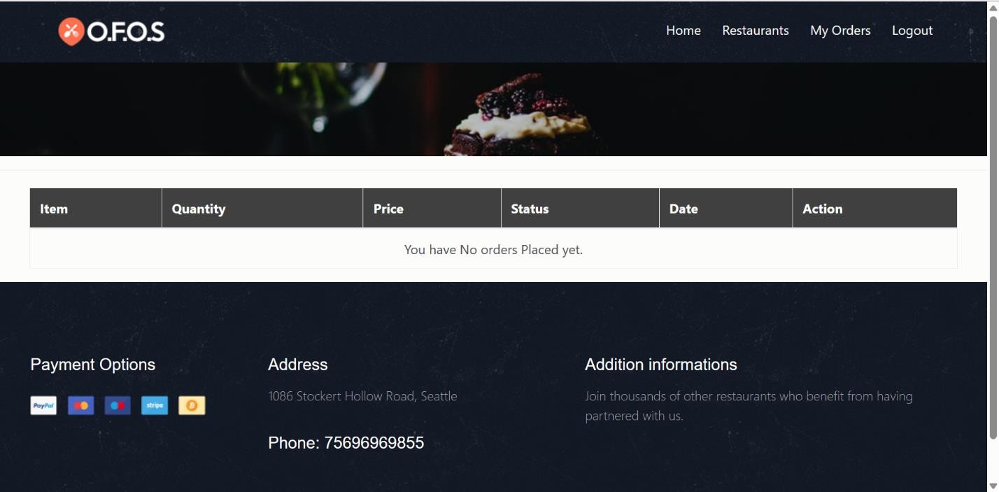 O.F.O.S
Home Restaurants My Orders Logout
Item Quantity Price Status Date Action
You have No orders Placed yet.
Payment Options
PayPal
stripe
Address
1086 Stockert Hollow Road, Seattle
Phone: 75696969855
Addition informations
Join thousands of other restaurants who benefit from having
partnered with us.